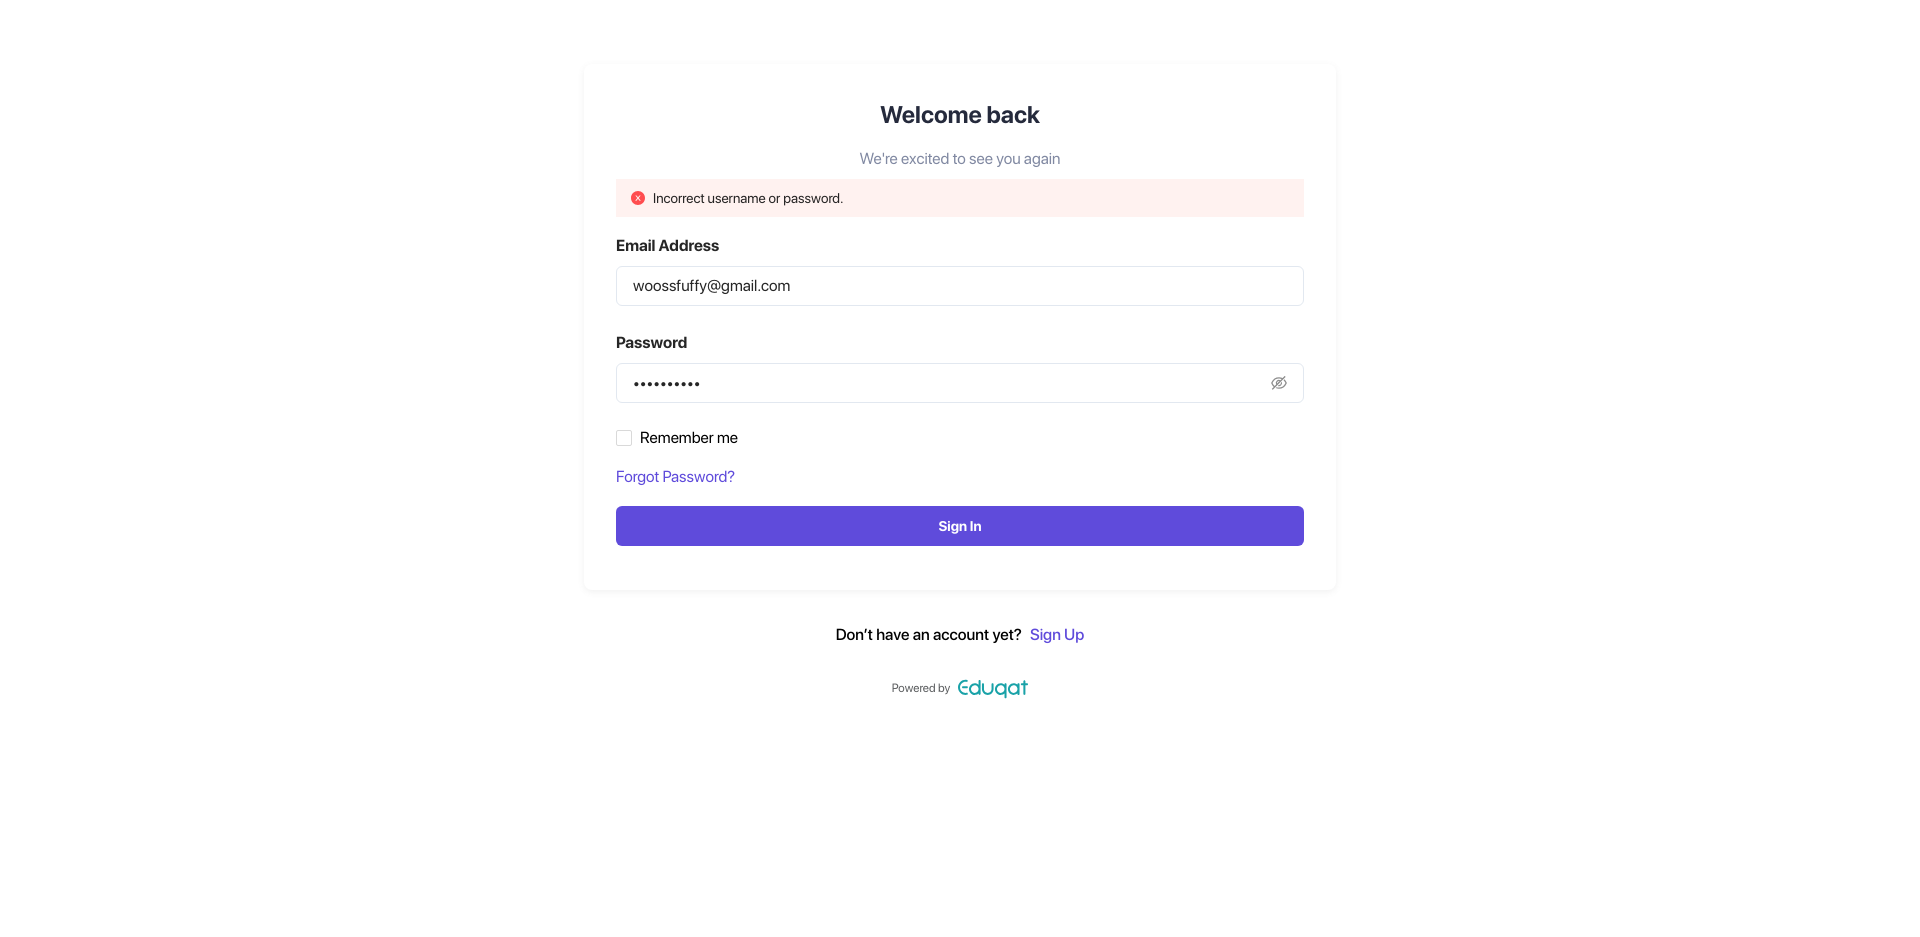 Welcome back
We're excited to see you again
Incorrect username or password.
Email Address
woossfuffy@gmail.com
Password
••••••••••
Remember me
Forgot Password?
Sign In
Don’t have an account yet? Sign Up
Powered by Eduqat